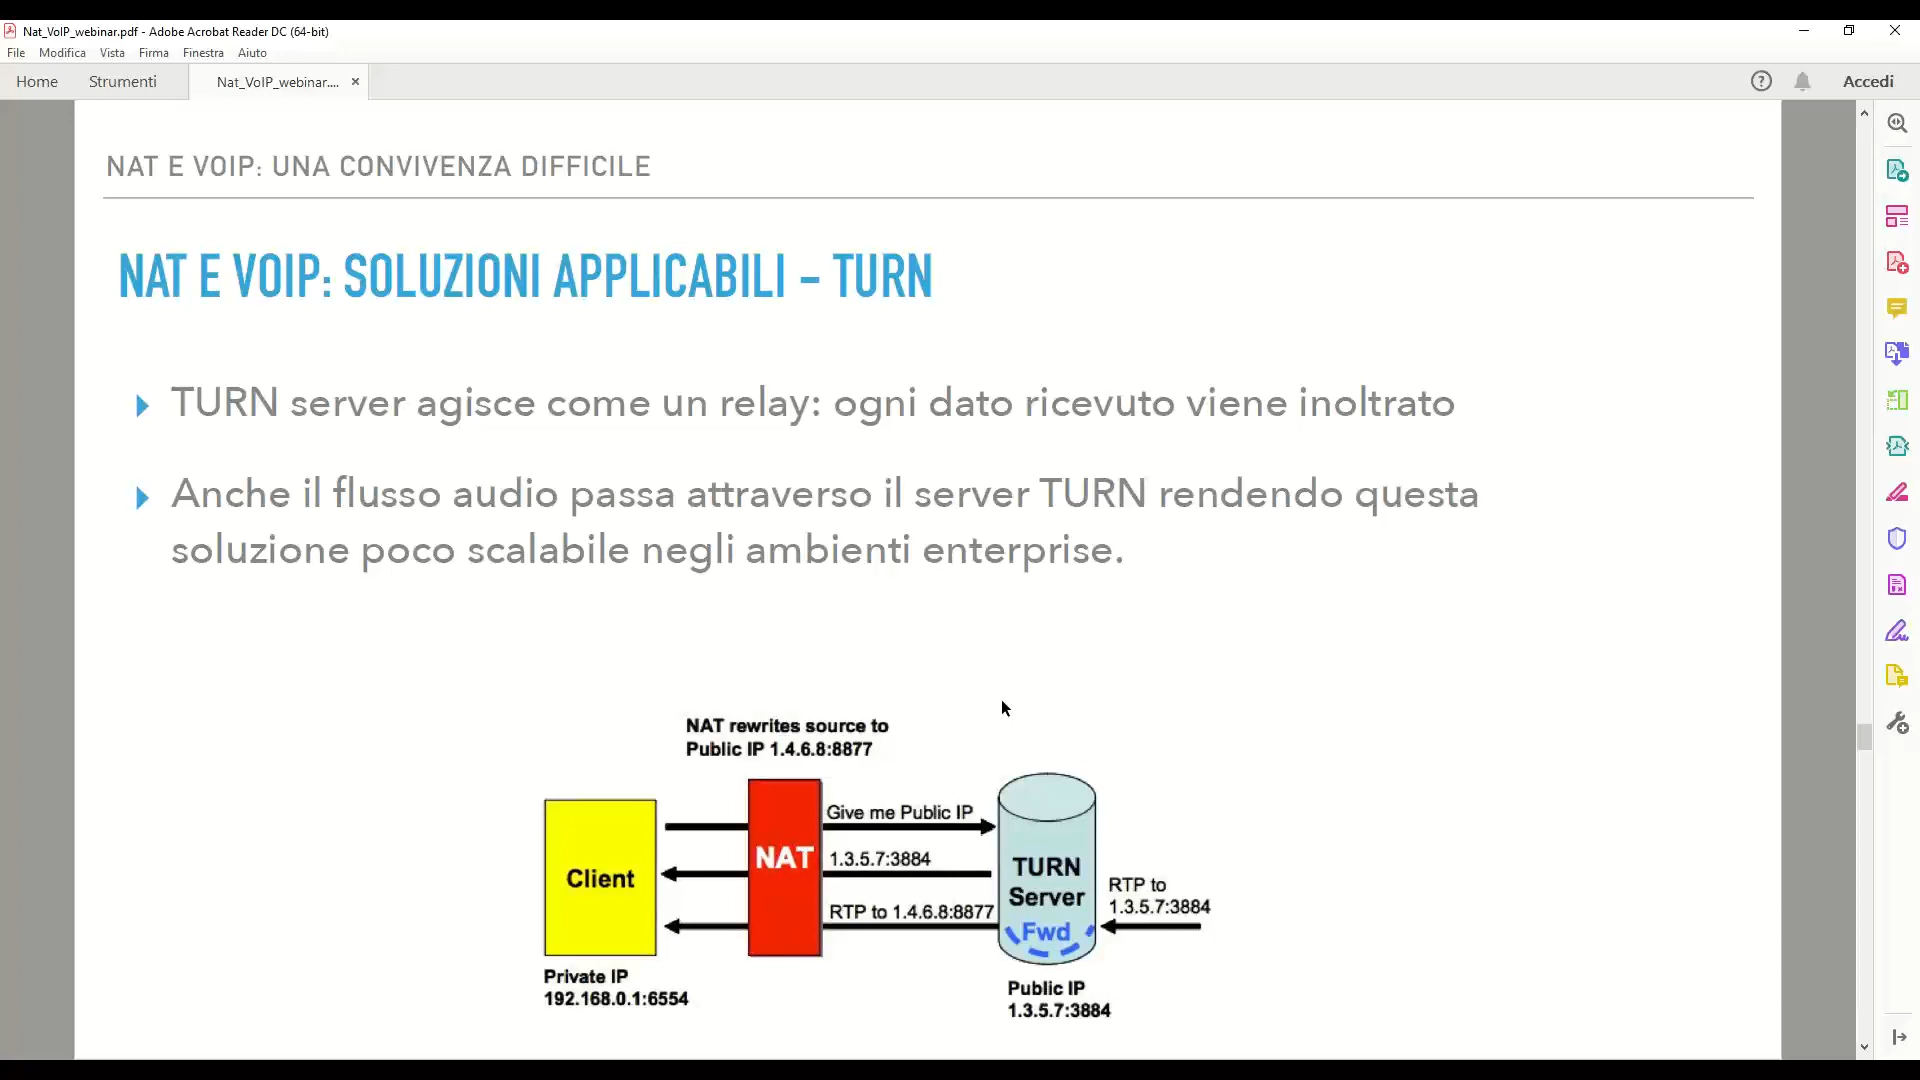 Nat_VoIP_webinar.pdf - Adobe Acrobat Reader DC (64-bit)
File Modifica Vista Firma Finestra Aiuto
Home Strumenti Nat_VoIP_webinar.... × Accedi
NAT E VOIP: UNA CONVIVENZA DIFFICILE
NAT E VOIP: SOLUZIONI APPLICABILI – TURN
TURN server agisce come un relay: ogni dato ricevuto viene inoltrato
Anche il flusso audio passa attraverso il server TURN rendendo questa
soluzione poco scalabile negli ambienti enterprise.
NAT rewrites source to
Public IP 1.4.6.8:8877
Client
NAT
Give me Public IP
1.3.5.7:3884
RTP to 1.4.6.8:8877
TURN
Server
Fwd
RTP to
1.3.5.7:3884
Private IP
192.168.0.1:6554
Public IP
1.3.5.7:3884